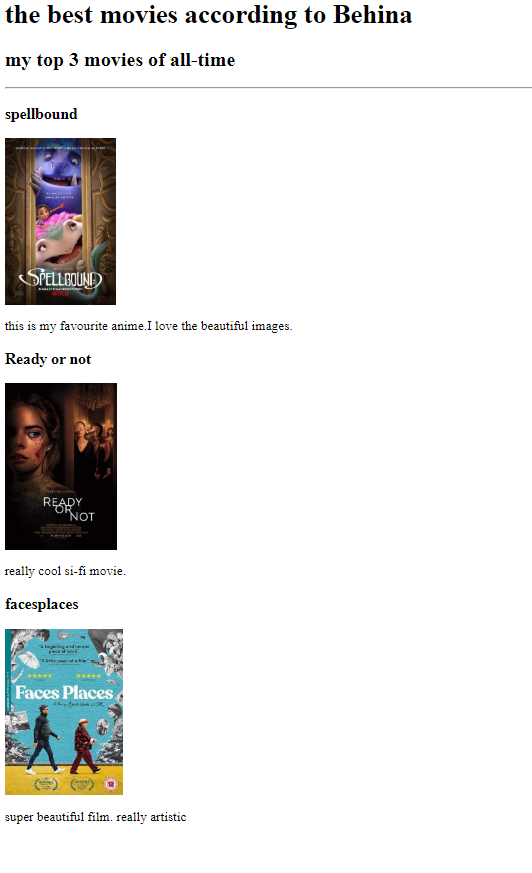 the best movies according to Behina
my top 3 movies of all-time
spellbound
SPELLBOUND
this is my favourite anime.I love the beautiful images.
Ready or not
READY
OR
NOT
really cool si-fi movie.
facesplaces
Faces Places
12
super beautiful film. really artistic